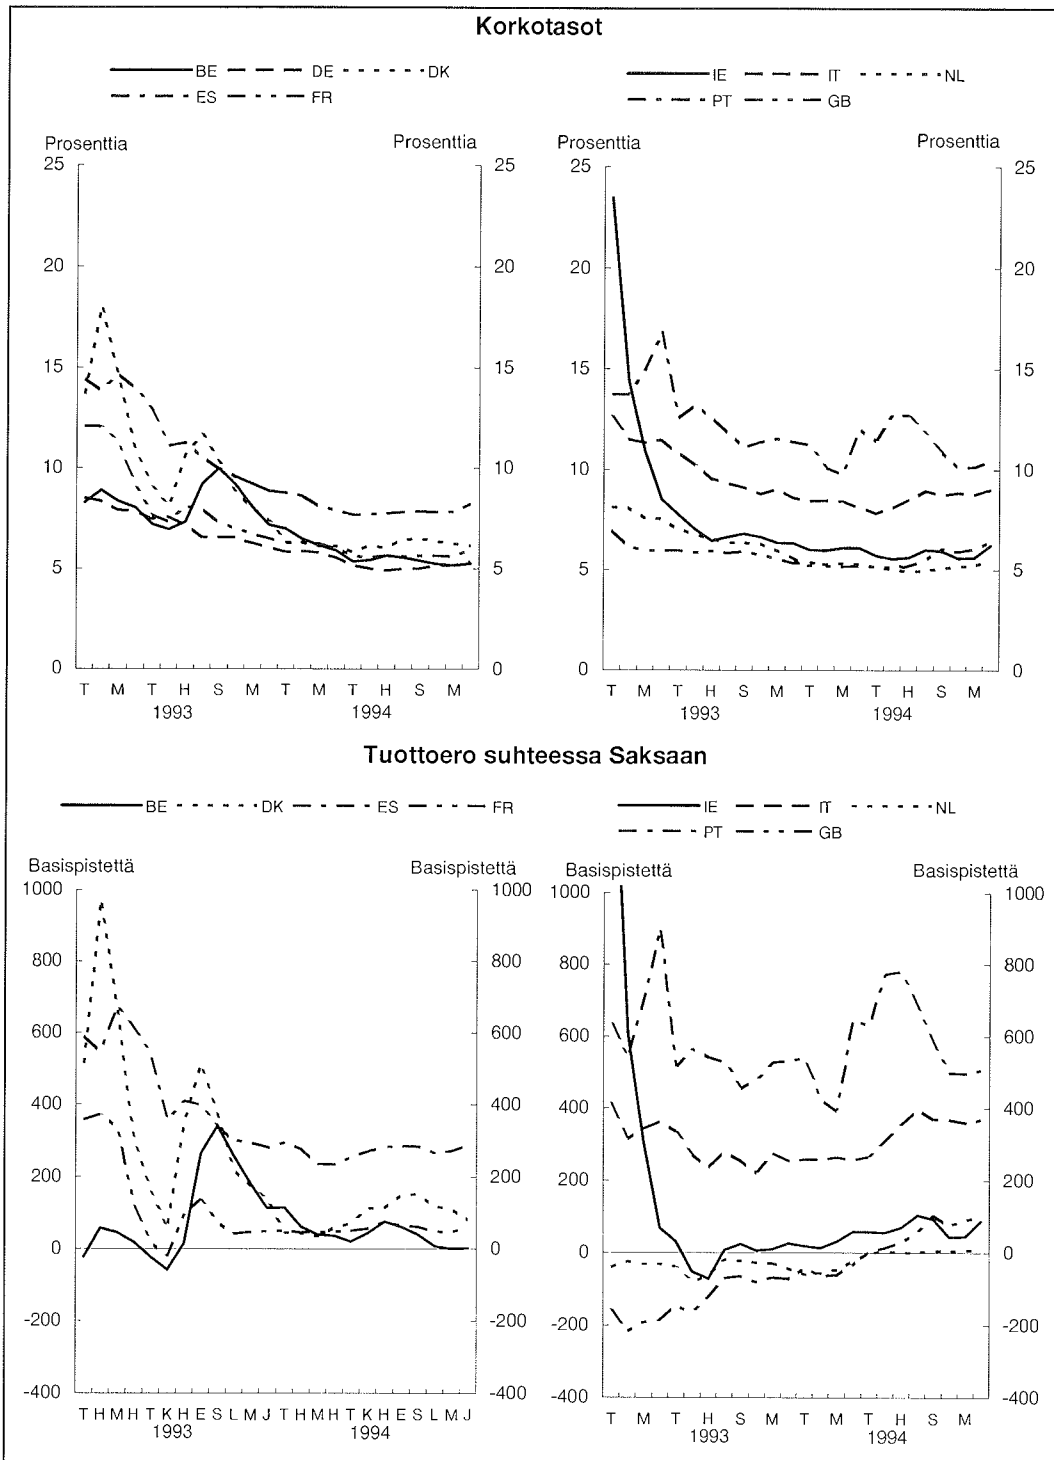 Korkotasot
BE DE DK
ES FR
IE IT NL
PT GB
Prosenttia Prosenttia
25 25
20 20
15 15
10 10
5 5
0 0
T M T H S M T M T H S M
1993 1994
Prosenttia Prosenttia
25 25
20 20
15 15
10 10
5 5
0 0
T M T H S M T M T H S M
1993 1994
Tuottoero suhteessa Saksaan
BE DK ES FR
IE IT NL
PT GB
Basispistettä Basispistettä
1000 1000
800 800
600 600
400 400
200 200
0 0
-200 -200
-400 -400
T H M H T K H E S L M J T H M H T K H E S L M J
1993 1994
Basispistettä Basispistettä
1000 1000
800 800
600 600
400 400
200 200
0 0
-200 -200
-400 -400
T M T H S M T M T H S M
1993 1994